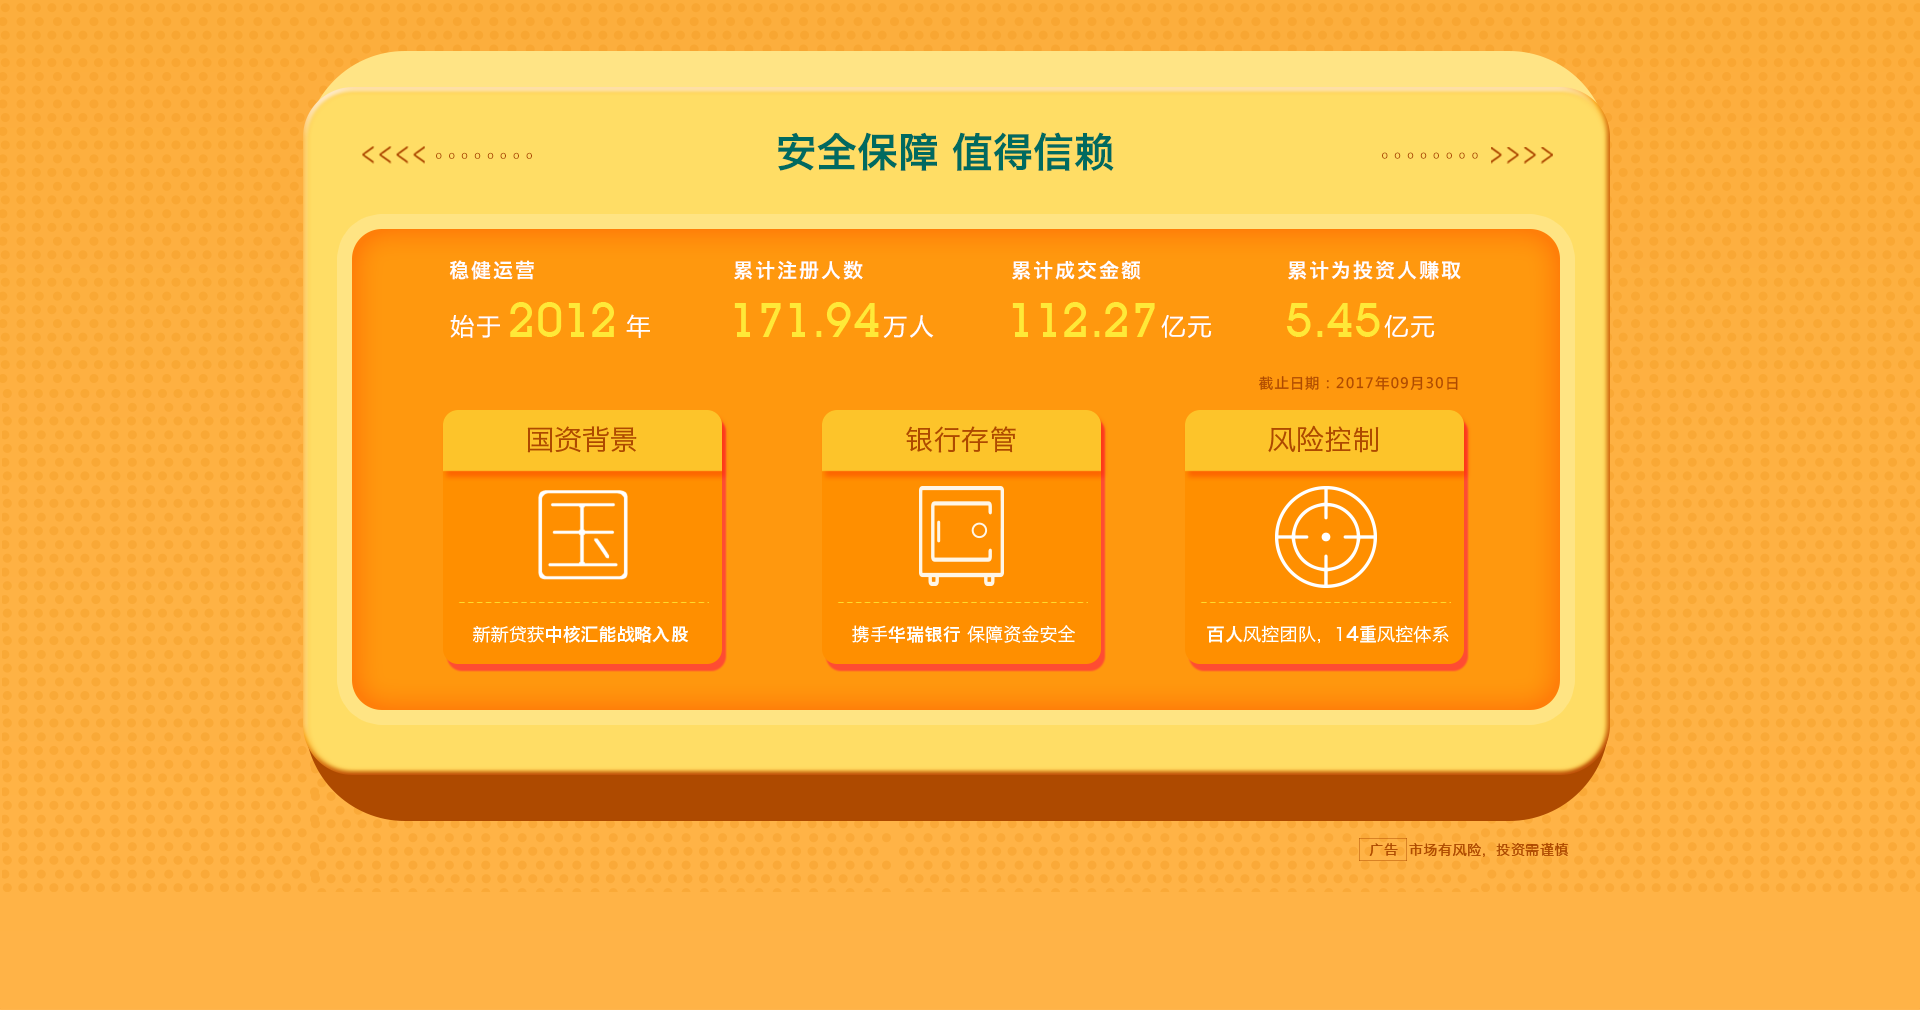 <<<< oooooooo 安全保障 值得信赖 oooooooo >>>>
稳健运营 累计注册人数 累计成交金额 累计为投资人赚取
始于 2012 年 171.94万人 112.27亿元 5.45亿元
截止日期：2017年09月30日
国资背景 银行存管 风险控制
新新贷获中核汇能战略入股 携手华瑞银行 保障资金安全 百人风控团队，14重风控体系
广告 市场有风险，投资需谨慎